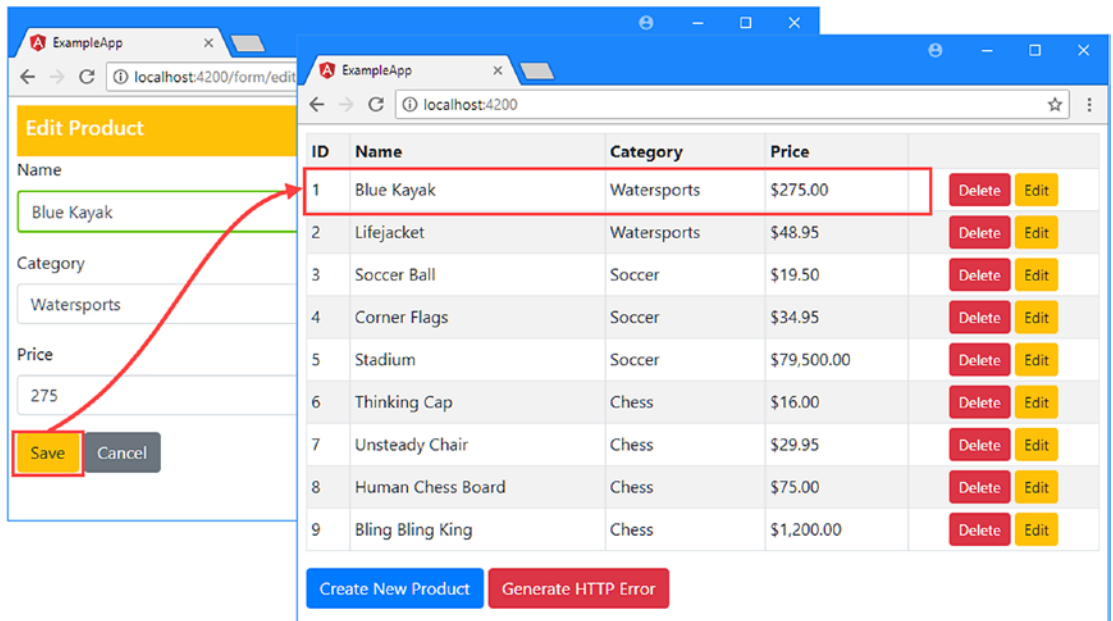 ExampleApp
localhost:4200/form/edit
Edit Product
Name
Blue Kayak
Category
Watersports
Price
275
Save Cancel
ExampleApp
localhost:4200
ID Name Category Price
1 Blue Kayak Watersports $275.00 Delete Edit
2 Lifejacket Watersports $48.95 Delete Edit
3 Soccer Ball Soccer $19.50 Delete Edit
4 Corner Flags Soccer $34.95 Delete Edit
5 Stadium Soccer $79,500.00 Delete Edit
6 Thinking Cap Chess $16.00 Delete Edit
7 Unsteady Chair Chess $29.95 Delete Edit
8 Human Chess Board Chess $75.00 Delete Edit
9 Bling Bling King Chess $1,200.00 Delete Edit
Create New Product Generate HTTP Error